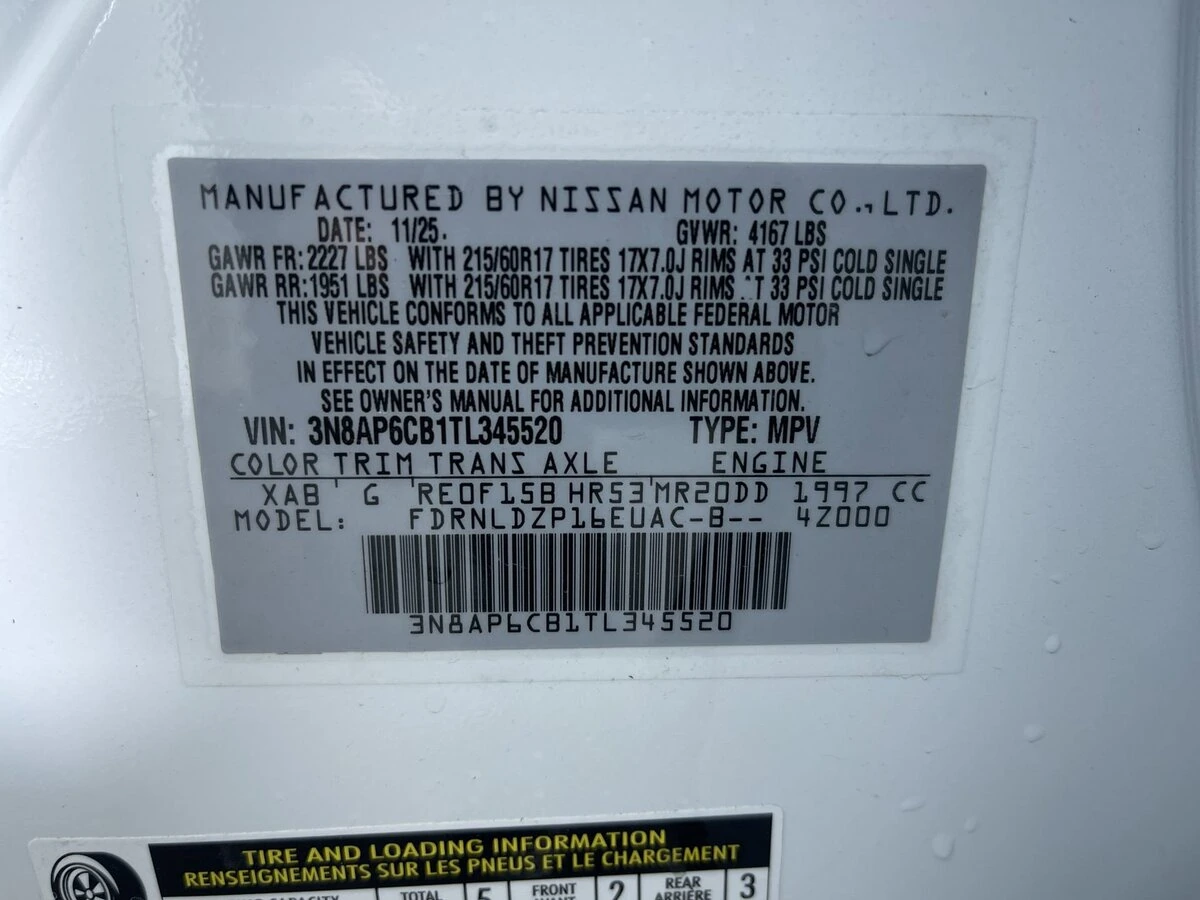 MANUFACTURED BY NISSAN MOTOR CO., LTD.
DATE: 11/25. GVWR: 4167 LBS
GAWR FR: 2227 LBS WITH 215/60R17 TIRES 17X7.0J RIMS AT 33 PSI COLD SINGLE
GAWR RR: 1951 LBS WITH 215/60R17 TIRES 17X7.0J RIMS AT 33 PSI COLD SINGLE
THIS VEHICLE CONFORMS TO ALL APPLICABLE FEDERAL MOTOR
VEHICLE SAFETY AND THEFT PREVENTION STANDARDS
IN EFFECT ON THE DATE OF MANUFACTURE SHOWN ABOVE.
SEE OWNER'S MANUAL FOR ADDITIONAL INFORMATION.
VIN: 3N8AP6CB1TL345520 TYPE: MPV
COLOR TRIM TRANS AXLE ENGINE
XAB G RE0F15B HR53 MR20DD 1997 CC
MODEL: FDRNLDZP16EUAC-B-- 4Z000
3N8AP6CB1TL345520
TIRE AND LOADING INFORMATION
RENSEIGNEMENTS SUR LES PNEUS ET LE CHARGEMENT
TOTAL 5 FRONT 2 REAR 3
ARRIÈRE